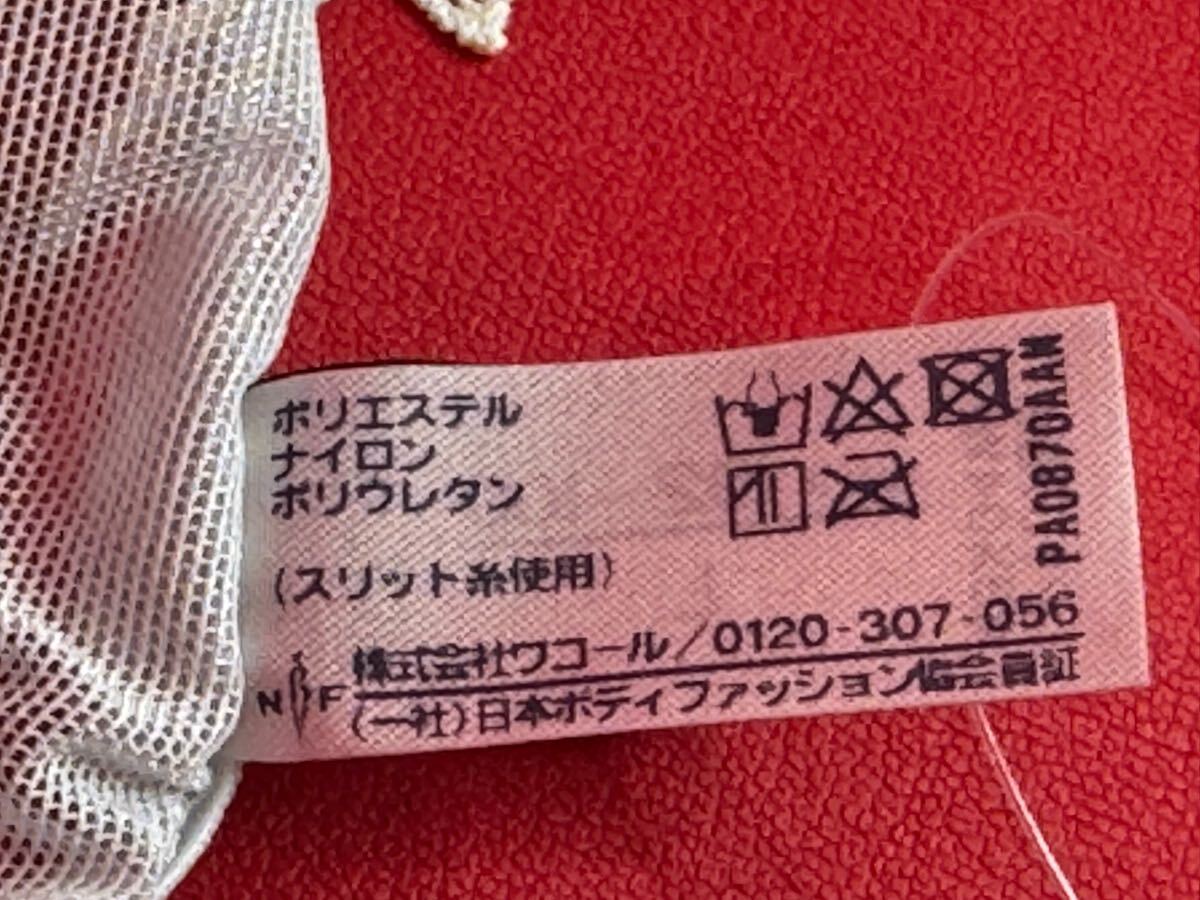 ポリエステル
ナイロン
ポリウレタン
(スリット糸使用)
株式会社ワコール/0120-307-056
(一社)日本ボディファッション協会員証
N F
PA0870AAN